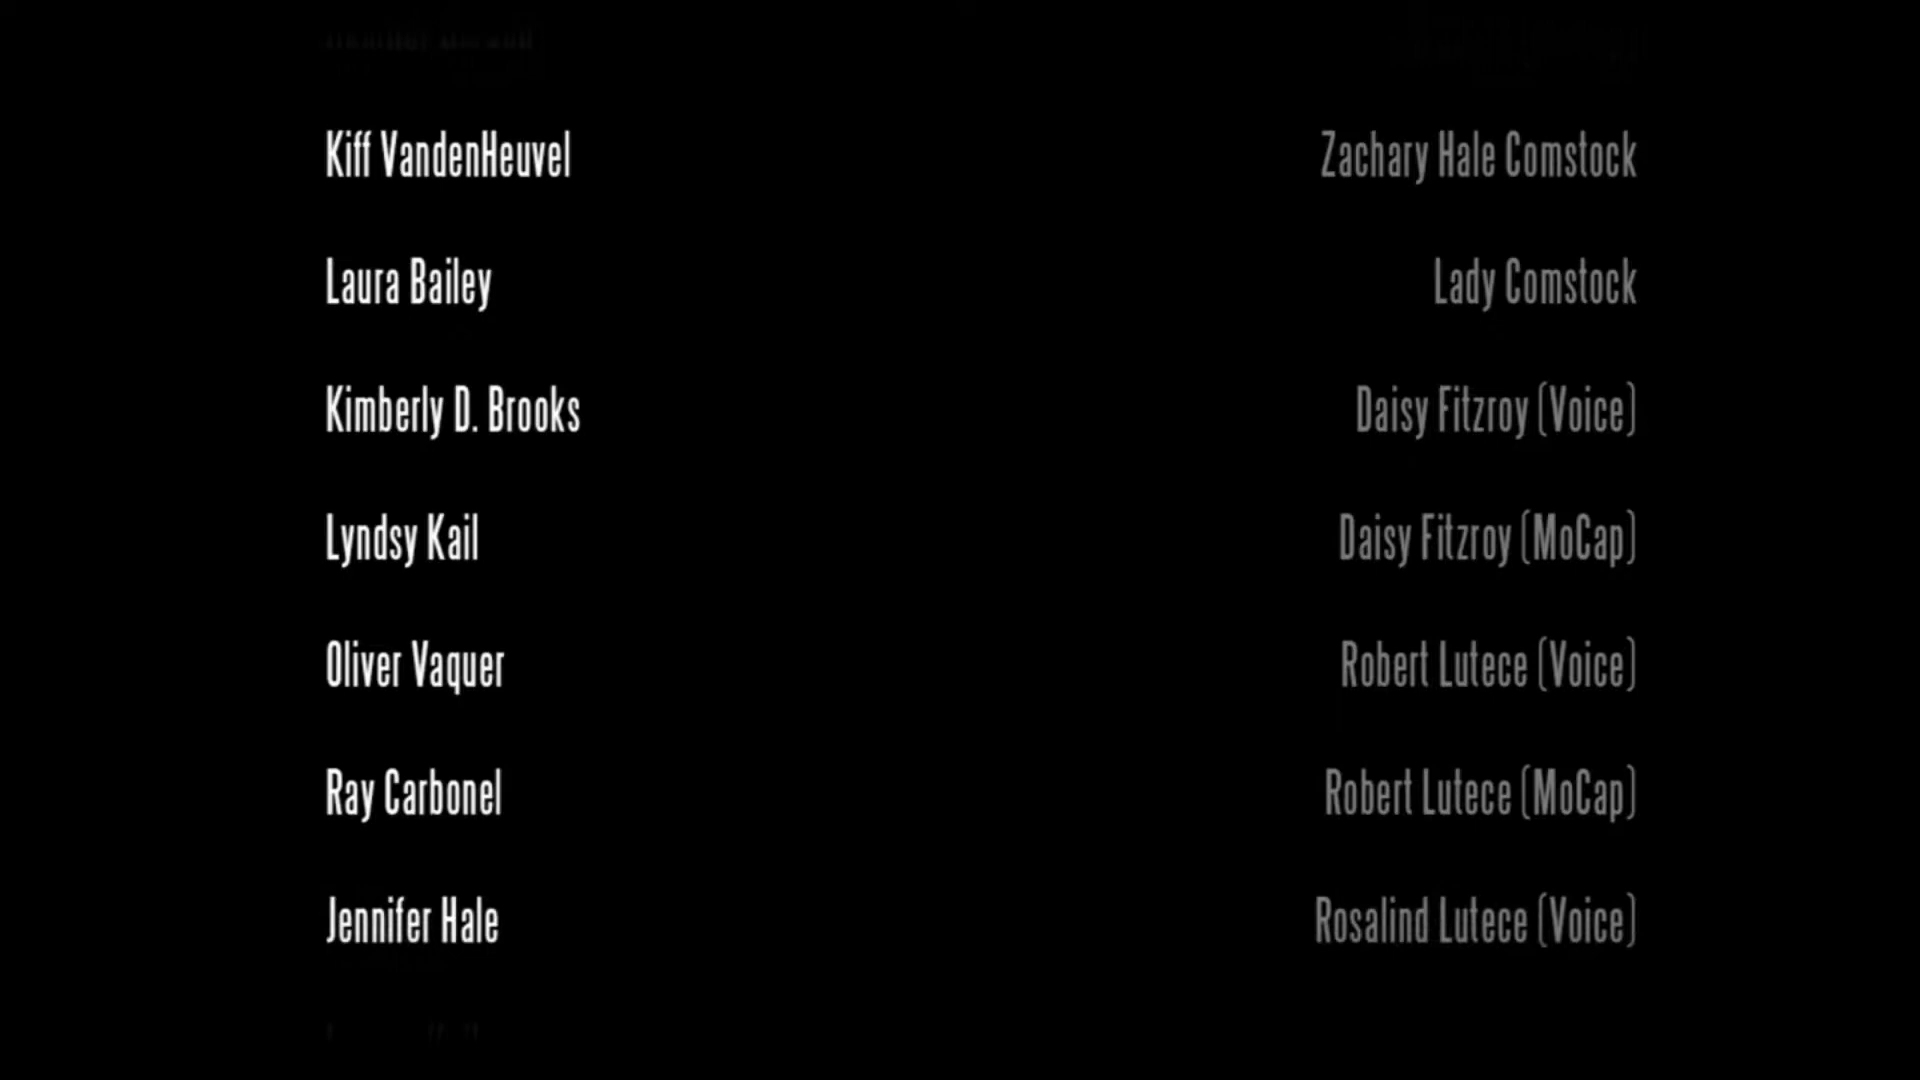 Kiff VandenHeuvel Zachary Hale Comstock
Laura Bailey Lady Comstock
Kimberly D. Brooks Daisy Fitzroy (Voice)
Lyndsy Kail Daisy Fitzroy (MoCap)
Oliver Vaquer Robert Lutece (Voice)
Ray Carbonel Robert Lutece (MoCap)
Jennifer Hale Rosalind Lutece (Voice)